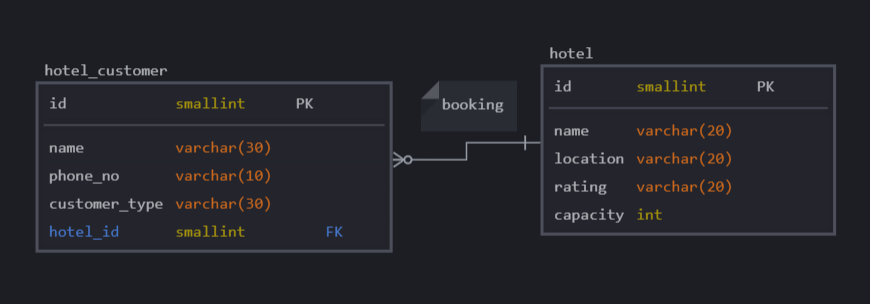 hotel_customer
id smallint PK
name varchar(30)
phone_no varchar(10)
customer_type varchar(30)
hotel_id smallint FK
booking
hotel
id smallint PK
name varchar(20)
location varchar(20)
rating varchar(20)
capacity int